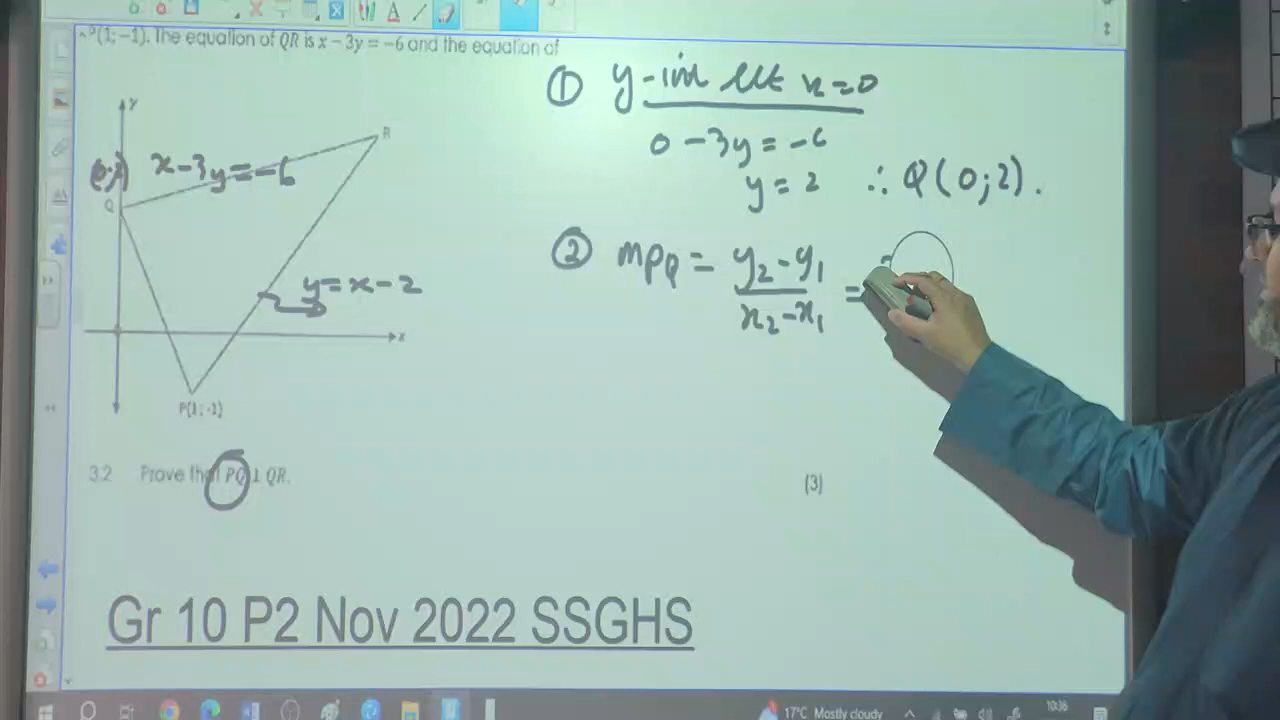 P(1; -1). The equation of QR is x – 3y = –6 and the equation of
y
R
x-3y=-6
Q
y=x-2
x
P(1; -1)
3.2 Prove that PQ ⊥ QR.
(3)
① y-int let x=0
0 -3y = -6
y = 2 ∴ Q(0;2).
② mPQ = y2-y1 =
x2-x1
Gr 10 P2 Nov 2022 SSGHS
17°C Mostly cloudy
10:36